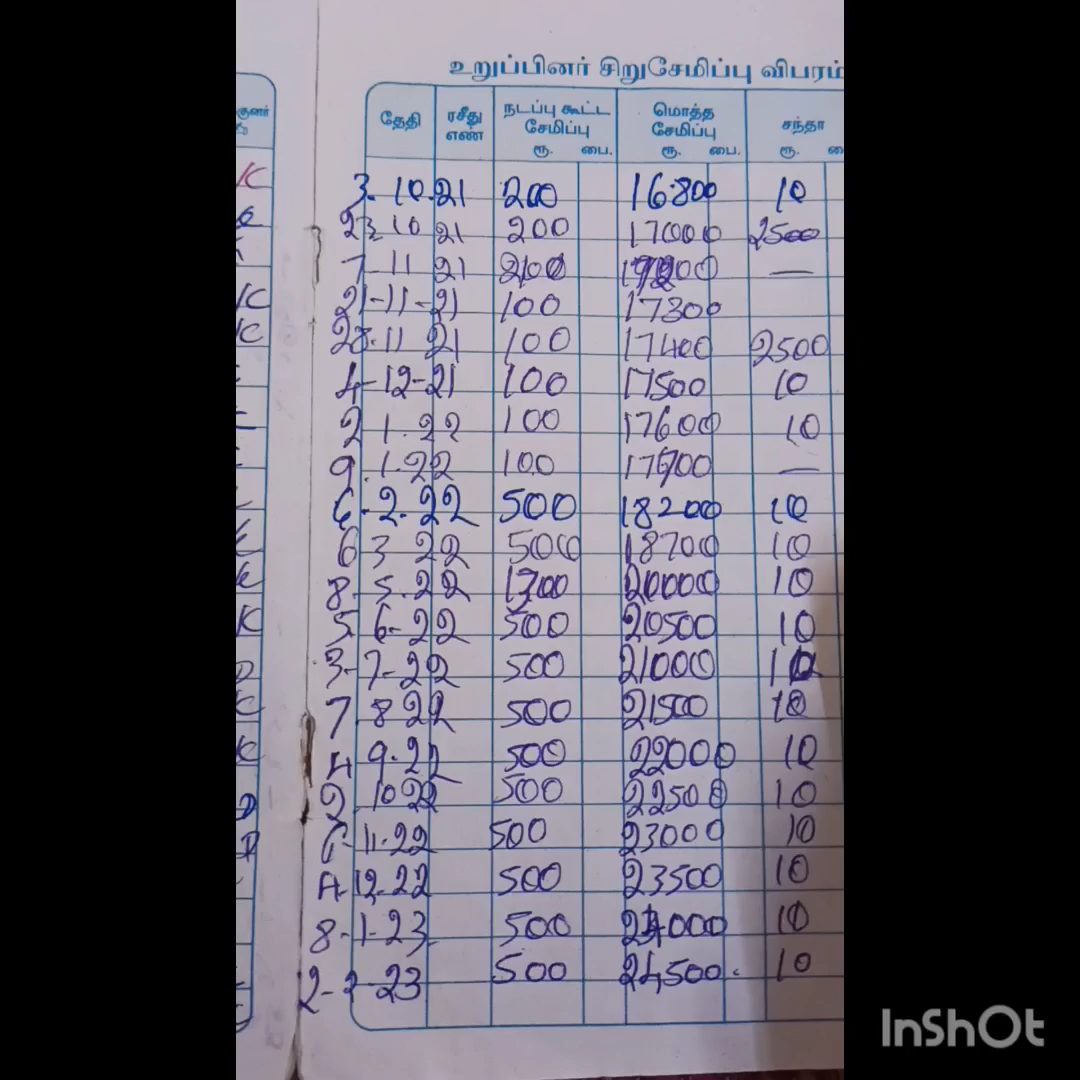 உறுப்பினர் சிறுசேமிப்பு விபரம்
தேதி ரசீது எண் நடப்பு கூட்ட சேமிப்பு ரூ. பை. மொத்த சேமிப்பு ரூ. பை. சந்தா ரூ.
3.10.21 200 16.800 10
23 10 21 200 17000 2500
7-11 21 —
21-11-21 100 17300
28.11 21 100 17400 2500
4-12-21 100 17500 10
2 1.22 100 17600 10
9.1.22 100 17700 —
6.2.22 500 18200 10
6 3 22 500 18700 10
8.5.22 1300 20000 10
5 6-22 500 20500 10
3-7-22 500 21000 10
7 8 22 500 21500 10
4 9.22 500 22000 10
2 10 22 500 22500 10
6-11.22 500 23000 10
4.12.22 500 23500 10
8-1-23 500 24000 10
23 500 24,500. 10
InShOt